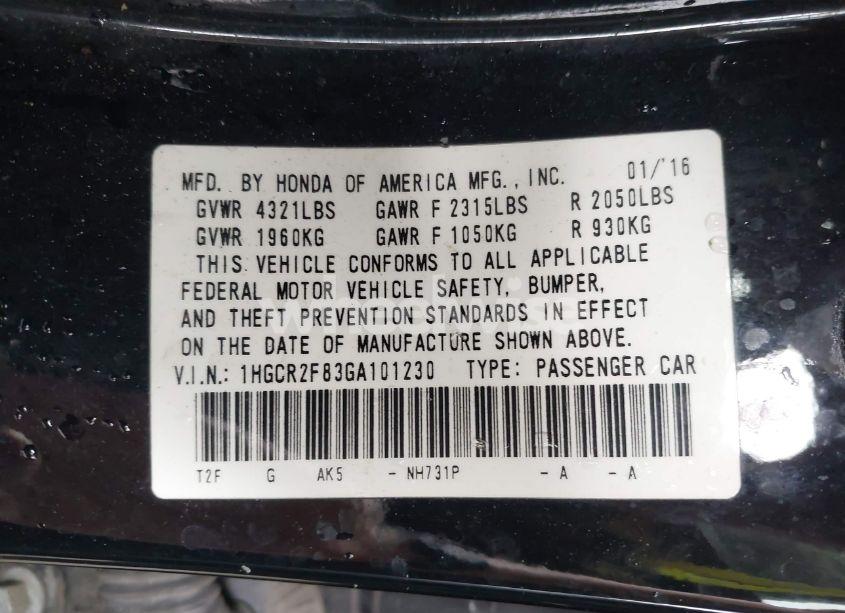 MFD. BY HONDA OF AMERICA MFG., INC. 01/'16
GVWR 4321LBS GAWR F 2315LBS R 2050LBS
GVWR 1960KG GAWR F 1050KG R 930KG
THIS VEHICLE CONFORMS TO ALL APPLICABLE
FEDERAL MOTOR VEHICLE SAFETY, BUMPER,
AND THEFT PREVENTION STANDARDS IN EFFECT
ON THE DATE OF MANUFACTURE SHOWN ABOVE.
V.I.N.: 1HGCR2F83GA101230 TYPE: PASSENGER CAR
T2F G AK5 - NH731P - A - A